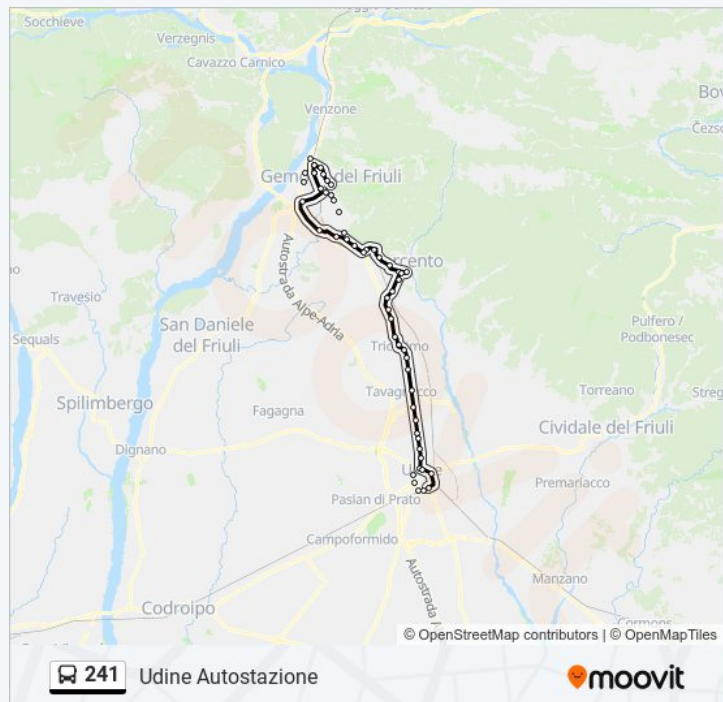 Socchieve
Verzegnis
Cavazzo Carnico
Venzone
Bov
Čezso
Gemona del Friuli
Tarcento
Autostrada Alpe-Adria
Travesio
San Daniele
del Friuli
Sequals
Pulfero /
Podbonesec
Tricesimo
Torreano
Streg
Tavagnacco
Spilimbergo
Fagagna
Cividale del Friuli
Dignano
Udine
Premariacco
Pasian di Prato
Campoformido
Autostrada A
Manzano
Codroipo
Cormons
© OpenStreetMap contributors | © OpenMapTiles
241 Udine Autostazione moovit